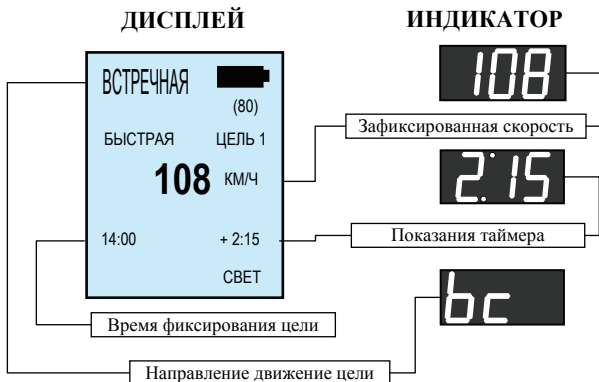 ДИСПЛЕЙ ИНДИКАТОР
ВСТРЕЧНАЯ
(80)
БЫСТРАЯ ЦЕЛЬ 1
108 КМ/Ч
14:00 + 2:15
СВЕТ
108
Зафиксированная скорость
2:15
Показания таймера
bc
Время фиксирования цели
Направление движение цели